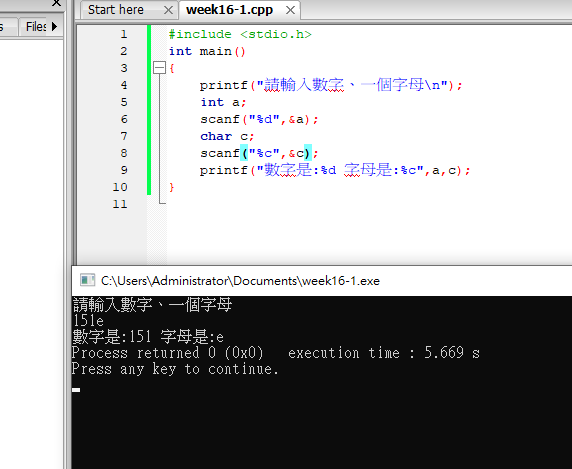 s Files
Start here × week16-1.cpp ×
1 #include <stdio.h>
2 int main()
3 {
4 printf("請輸入數字、一個字母\n");
5 int a;
6 scanf("%d",&a);
7 char c;
8 scanf("%c",&c);
9 printf("數字是:%d 字母是:%c",a,c);
10 }
11
C:\Users\Administrator\Documents\week16-1.exe
請輸入數字、一個字母
151e
數字是:151 字母是:e
Process returned 0 (0x0) execution time : 5.669 s
Press any key to continue.